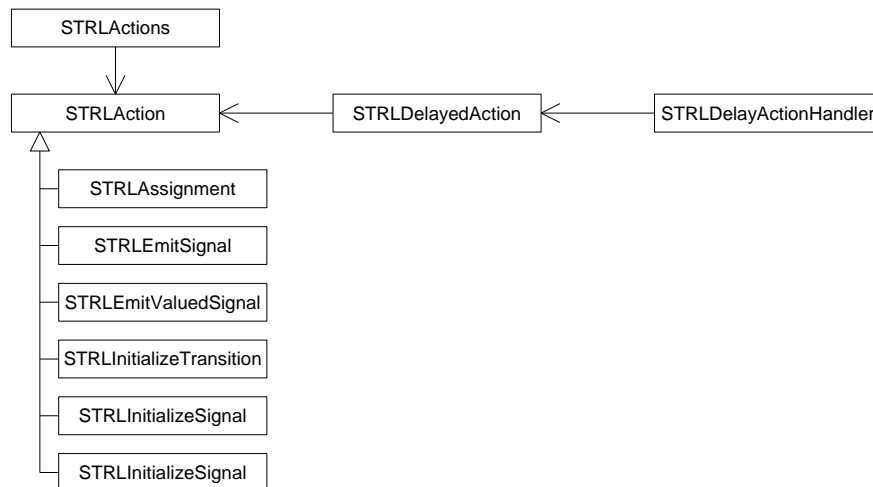 STRLActions
STRLAction
STRLDelayedAction
STRLDelayActionHandler
STRLAssignment
STRLEmitSignal
STRLEmitValuedSignal
STRLInitializeTransition
STRLInitializeSignal
STRLInitializeSignal